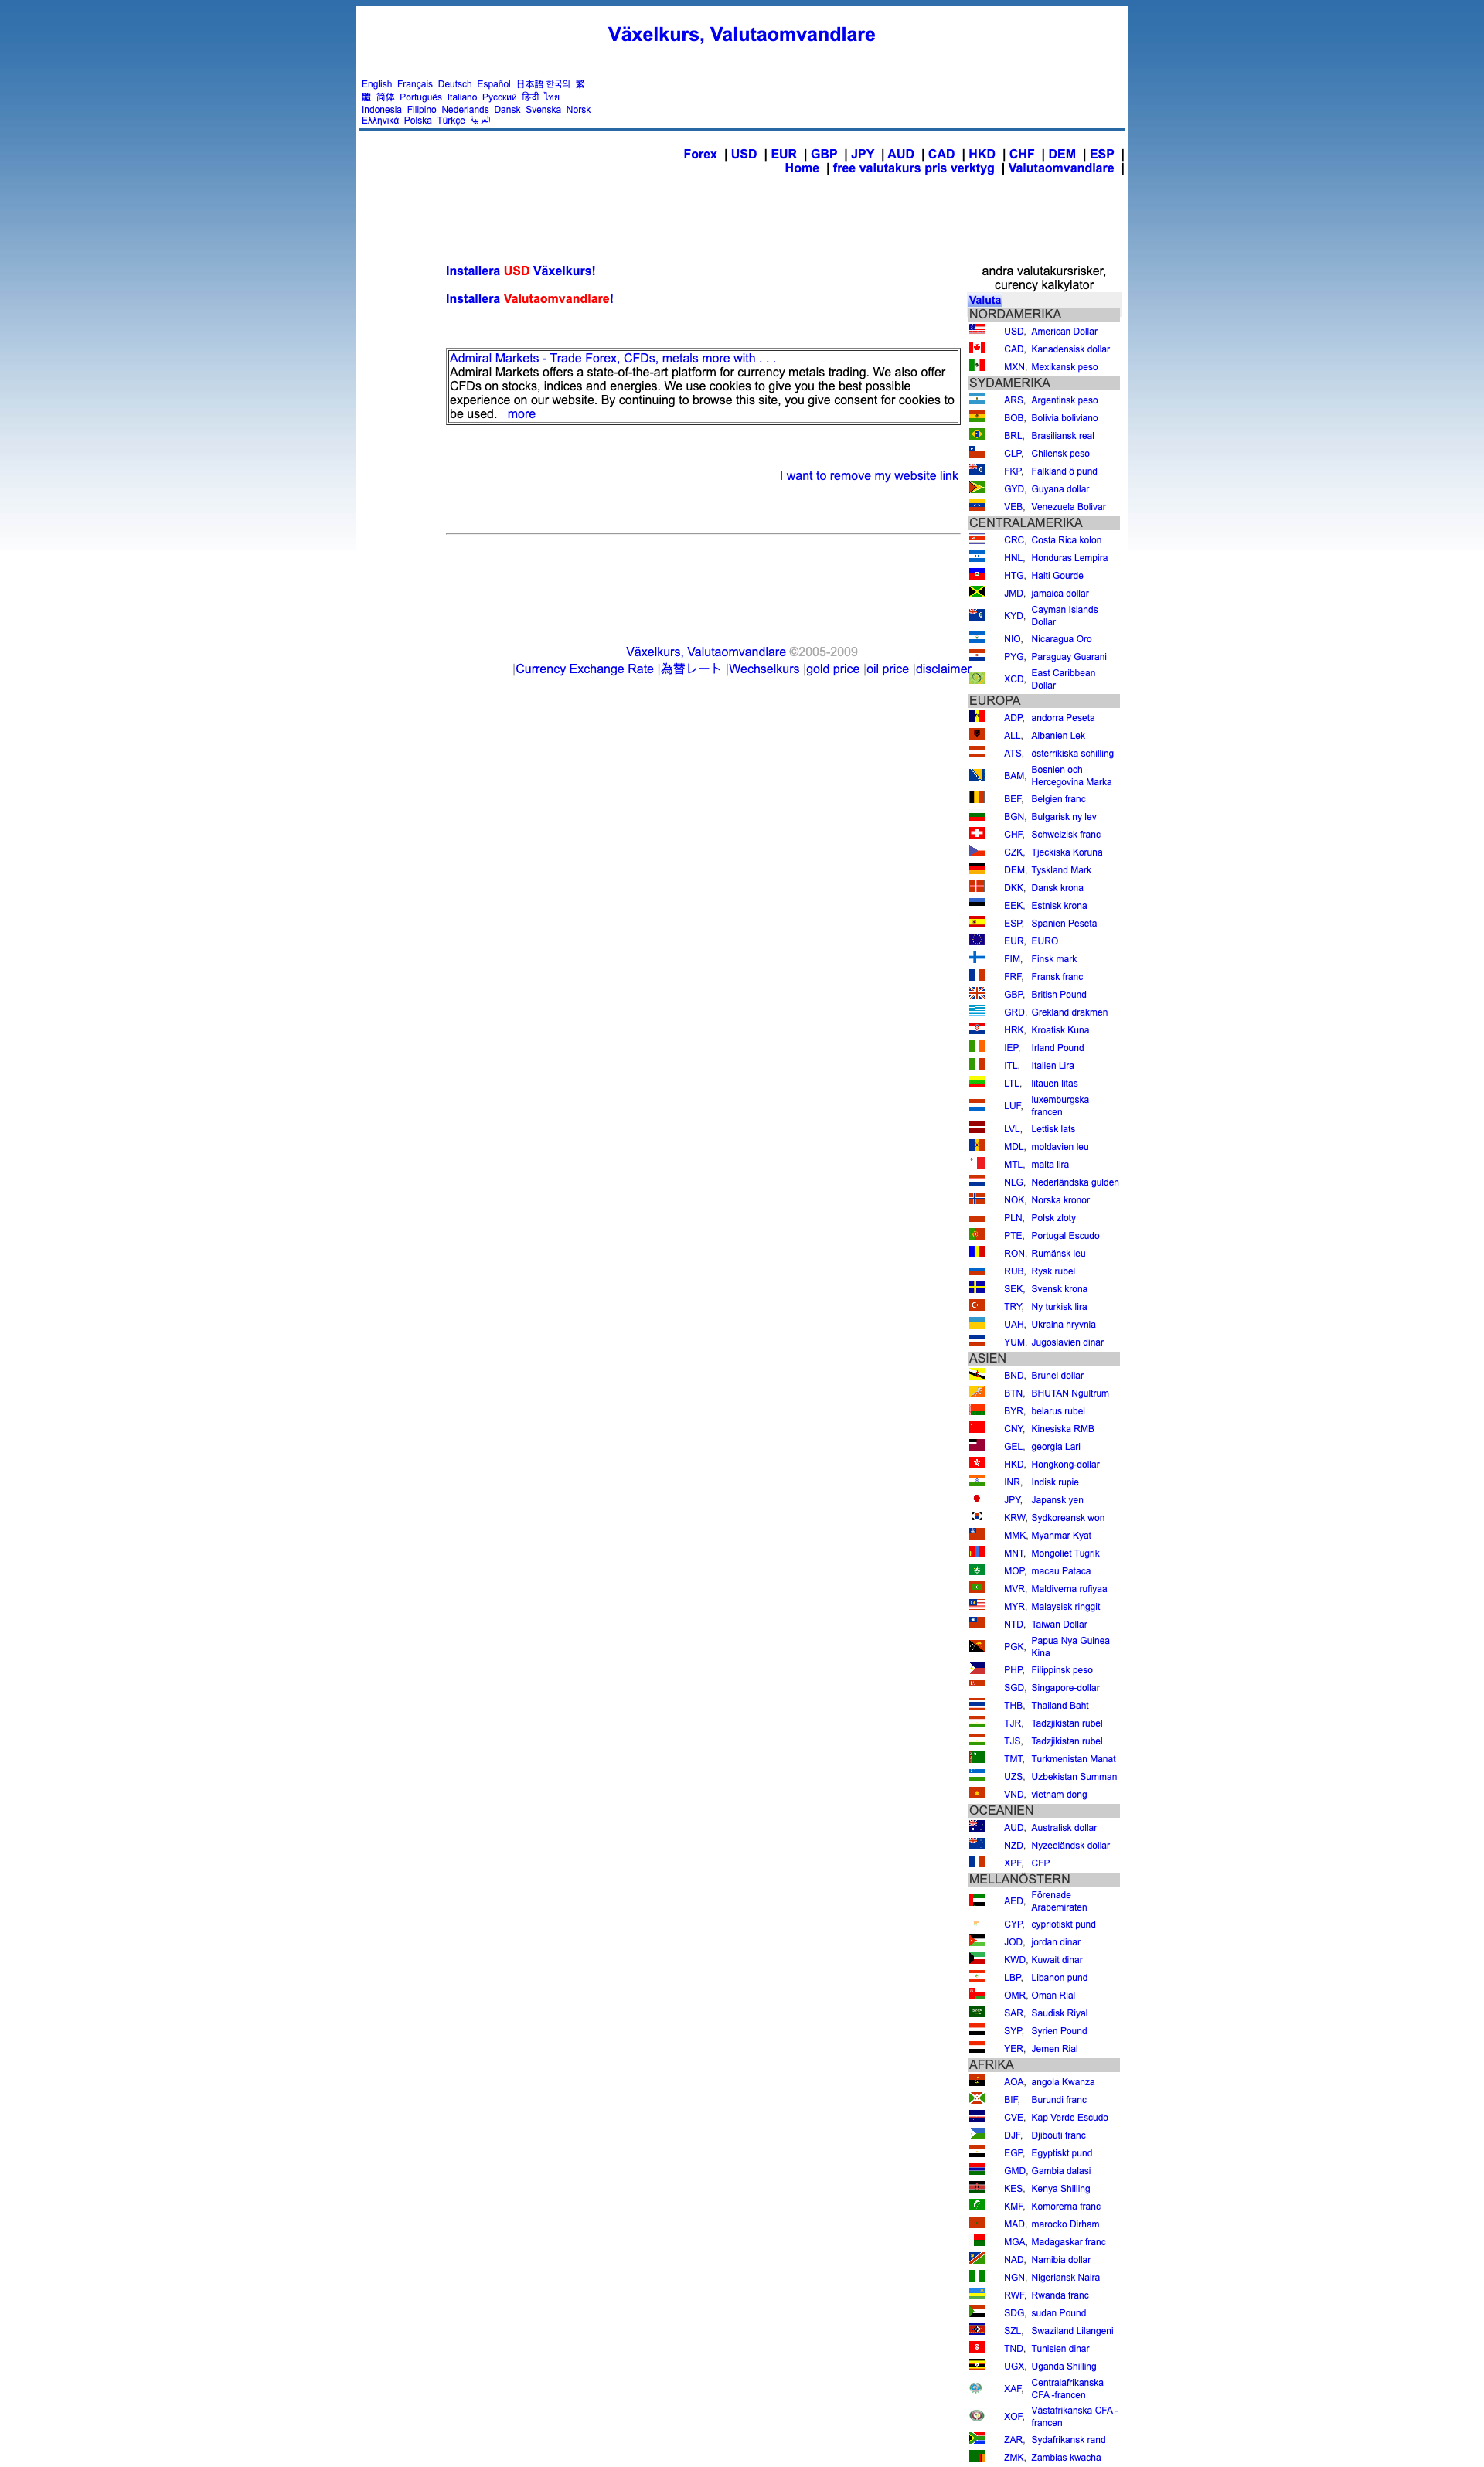 Växelkurs, Valutaomvandlare
English Français Deutsch Español 日本語 한국의 繁
體 简体 Português Italiano Русский हिन्दी ไทย
Indonesia Filipino Nederlands Dansk Svenska Norsk
Ελληνικά Polska Türkçe العربية
Forex | USD | EUR | GBP | JPY | AUD | CAD | HKD | CHF | DEM | ESP |
Home | free valutakurs pris verktyg | Valutaomvandlare |
Installera USD Växelkurs!
Installera Valutaomvandlare!
Admiral Markets - Trade Forex, CFDs, metals more with . . .
Admiral Markets offers a state-of-the-art platform for currency metals trading. We also offer
CFDs on stocks, indices and energies. We use cookies to give you the best possible
experience on our website. By continuing to browse this site, you give consent for cookies to
be used. more
I want to remove my website link
andra valutakursrisker,
curency kalkylator
Valuta
NORDAMERIKA
USD, American Dollar
CAD, Kanadensisk dollar
MXN, Mexikansk peso
SYDAMERIKA
ARS, Argentinsk peso
BOB, Bolivia boliviano
BRL, Brasiliansk real
CLP, Chilensk peso
FKP, Falkland ö pund
GYD, Guyana dollar
VEB, Venezuela Bolivar
CENTRALAMERIKA
CRC, Costa Rica kolon
HNL, Honduras Lempira
HTG, Haiti Gourde
JMD, jamaica dollar
KYD, Cayman Islands
Dollar
NIO, Nicaragua Oro
PYG, Paraguay Guarani
XCD, East Caribbean
Dollar
EUROPA
ADP, andorra Peseta
ALL, Albanien Lek
ATS, österrikiska schilling
BAM, Bosnien och
Hercegovina Marka
BEF, Belgien franc
BGN, Bulgarisk ny lev
CHF, Schweizisk franc
CZK, Tjeckiska Koruna
DEM, Tyskland Mark
DKK, Dansk krona
EEK, Estnisk krona
ESP, Spanien Peseta
EUR, EURO
FIM, Finsk mark
FRF, Fransk franc
GBP, British Pound
GRD, Grekland drakmen
HRK, Kroatisk Kuna
IEP, Irland Pound
ITL, Italien Lira
LTL, litauen litas
LUF, luxemburgska
francen
LVL, Lettisk lats
MDL, moldavien leu
MTL, malta lira
NLG, Nederländska gulden
NOK, Norska kronor
PLN, Polsk zloty
PTE, Portugal Escudo
RON, Rumänsk leu
RUB, Rysk rubel
SEK, Svensk krona
TRY, Ny turkisk lira
UAH, Ukraina hryvnia
YUM, Jugoslavien dinar
ASIEN
BND, Brunei dollar
BTN, BHUTAN Ngultrum
BYR, belarus rubel
CNY, Kinesiska RMB
GEL, georgia Lari
HKD, Hongkong-dollar
INR, Indisk rupie
JPY, Japansk yen
KRW, Sydkoreansk won
MMK, Myanmar Kyat
MNT, Mongoliet Tugrik
MOP, macau Pataca
MVR, Maldiverna rufiyaa
MYR, Malaysisk ringgit
NTD, Taiwan Dollar
PGK, Papua Nya Guinea
Kina
PHP, Filippinsk peso
SGD, Singapore-dollar
THB, Thailand Baht
TJR, Tadzjikistan rubel
TJS, Tadzjikistan rubel
TMT, Turkmenistan Manat
UZS, Uzbekistan Summan
VND, vietnam dong
OCEANIEN
AUD, Australisk dollar
NZD, Nyzeeländsk dollar
XPF, CFP
MELLANÖSTERN
AED, Förenade
Arabemiraten
CYP, cypriotiskt pund
JOD, jordan dinar
KWD, Kuwait dinar
LBP, Libanon pund
OMR, Oman Rial
SAR, Saudisk Riyal
SYP, Syrien Pound
YER, Jemen Rial
AFRIKA
AOA, angola Kwanza
BIF, Burundi franc
CVE, Kap Verde Escudo
DJF, Djibouti franc
EGP, Egyptiskt pund
GMD, Gambia dalasi
KES, Kenya Shilling
KMF, Komorerna franc
MAD, marocko Dirham
MGA, Madagaskar franc
NAD, Namibia dollar
NGN, Nigeriansk Naira
RWF, Rwanda franc
SDG, sudan Pound
SZL, Swaziland Lilangeni
TND, Tunisien dinar
UGX, Uganda Shilling
XAF, Centralafrikanska
CFA -francen
XOF, Västafrikanska CFA -
francen
ZAR, Sydafrikansk rand
ZMK, Zambias kwacha
Växelkurs, Valutaomvandlare ©2005-2009
|Currency Exchange Rate |為替レート |Wechselkurs |gold price |oil price |disclaimer